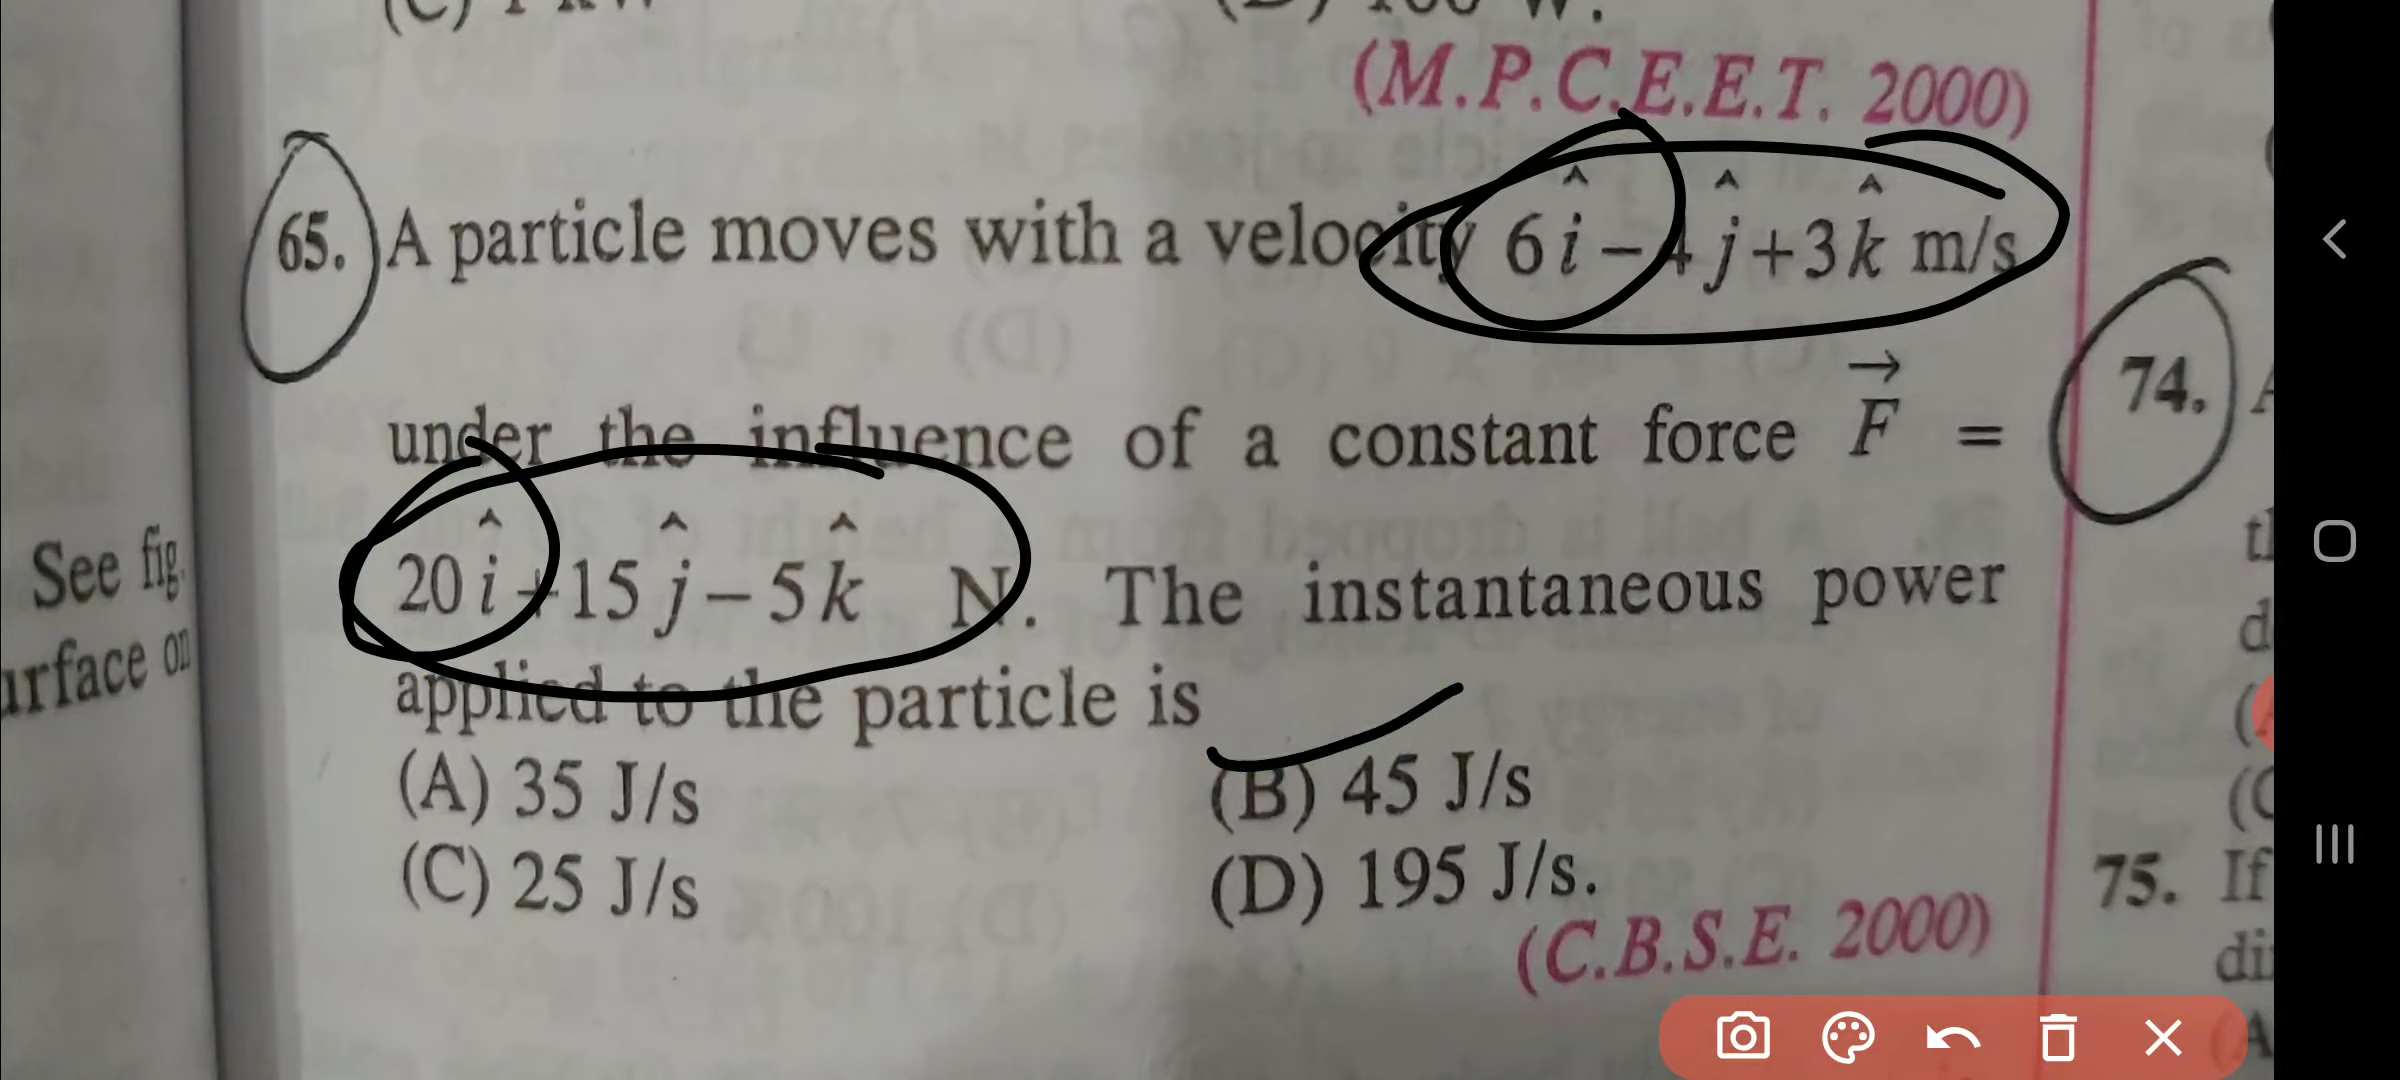 (M.P.C.E.E.T. 2000)
65. A particle moves with a velocity 6î − 4ĵ + 3k̂ m/s
under the influence of a constant force F⃗ =
20î + 15ĵ − 5k̂ N. The instantaneous power
applied to the particle is
(A) 35 J/s (B) 45 J/s
(C) 25 J/s (D) 195 J/s.
(C.B.S.E. 2000)
See fig.
urface on
74.
75. If